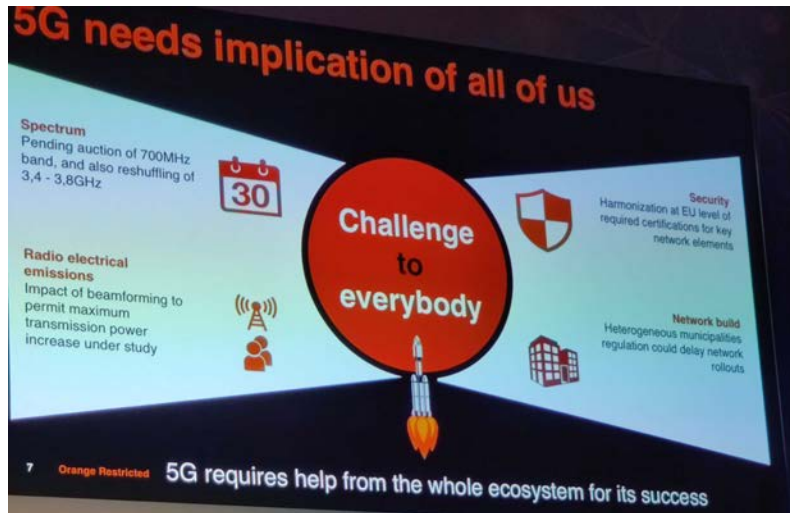 5G needs implication of all of us
Spectrum
Pending auction of 700MHz
band, and also reshuffling of
3,4 - 3,8GHz
30
Radio electrical
emissions
Impact of beamforming to
permit maximum
transmission power
increase under study
Challenge
to
everybody
Security
Harmonization at EU level of
required certifications for key
network elements
Network build
Heterogeneous municipalities
regulation could delay network
rollouts
7 Orange Restricted 5G requires help from the whole ecosystem for its success